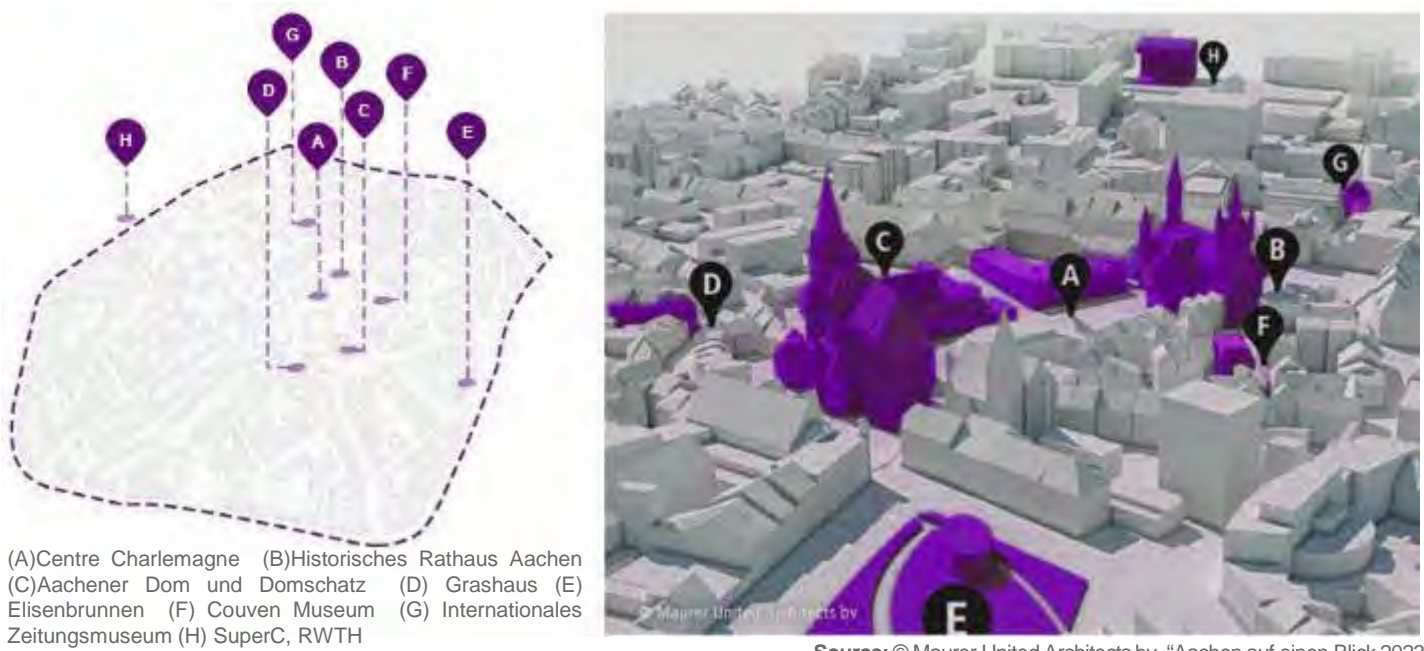 G
B
F
D
C
E
A
H
(A)Centre Charlemagne (B)Historisches Rathaus Aachen
(C)Aachener Dom und Domschatz (D) Grashaus (E)
Elisenbrunnen (F) Couven Museum (G) Internationales
Zeitungsmuseum (H) SuperC, RWTH
H
G
C
B
A
D
F
E
© Maurer United Architects bv
Source: © Maurer United Architects bv. "Aachen auf einen Blick 2022